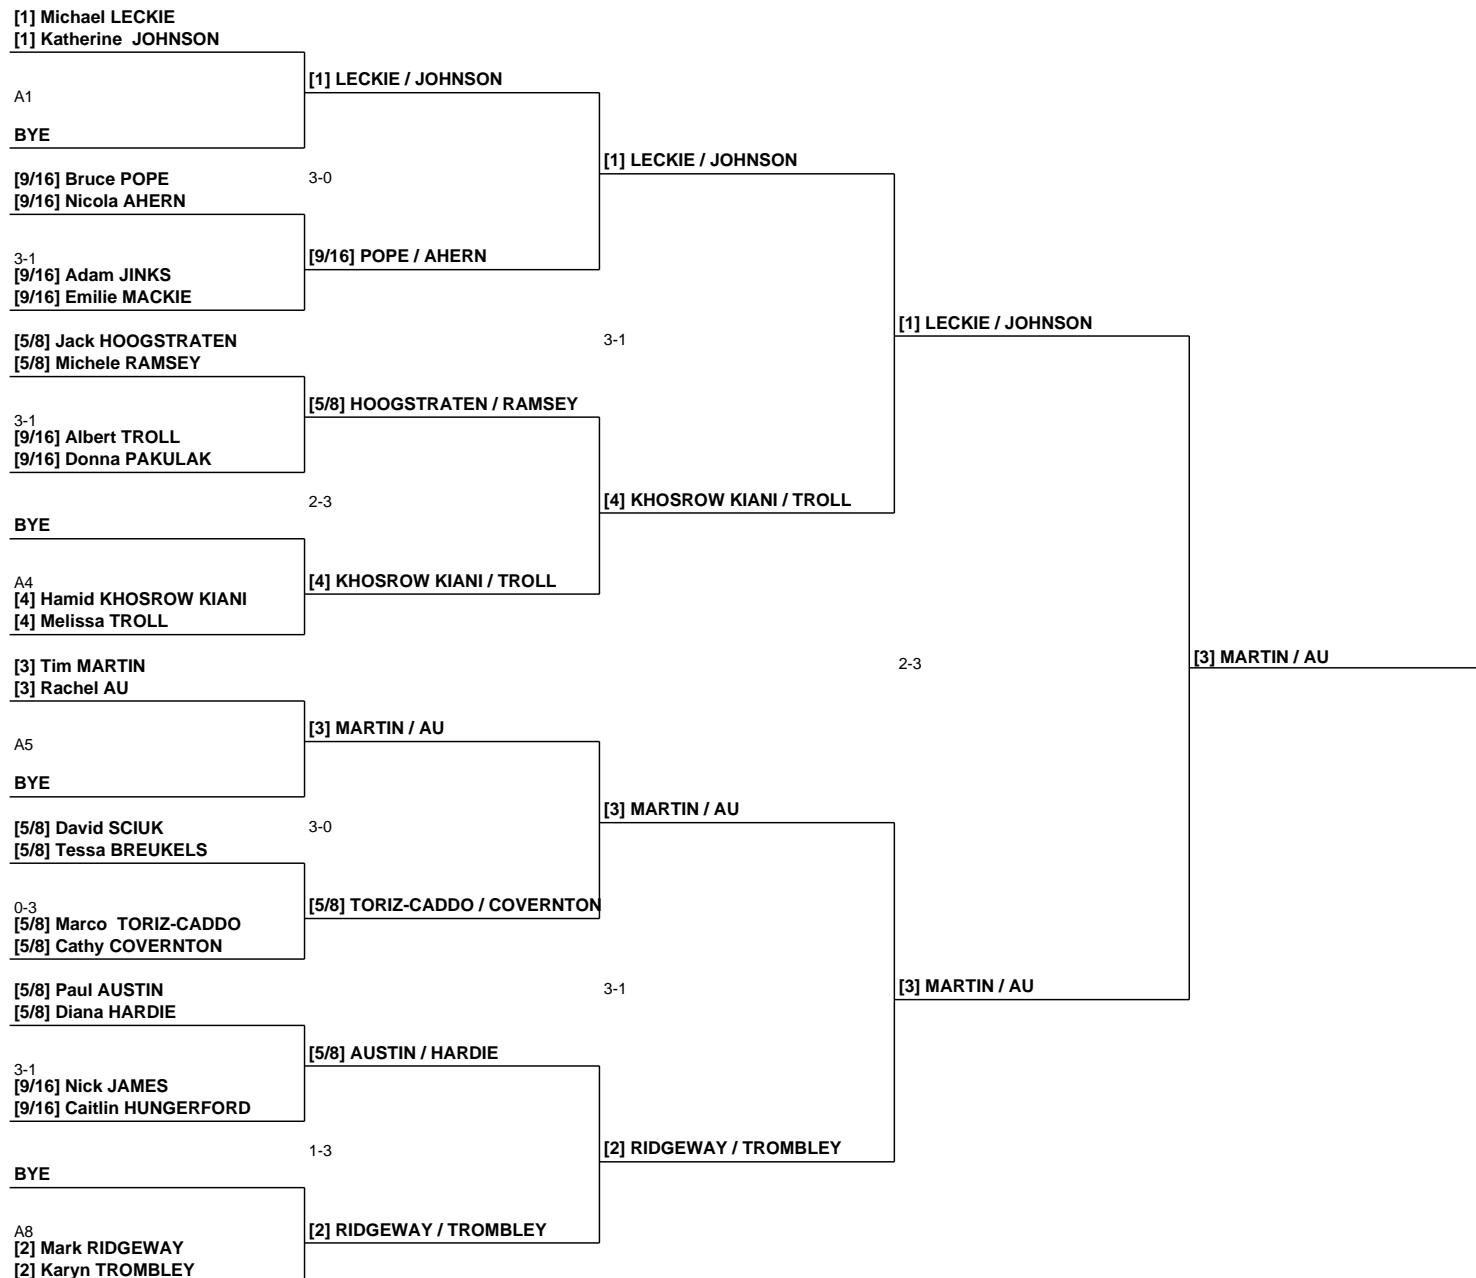 [1] Michael LECKIE
[1] Katherine  JOHNSON
[1] LECKIE / JOHNSON
A1
BYE
[1] LECKIE / JOHNSON
[9/16] Bruce POPE
3-0
[9/16] Nicola AHERN
[9/16] POPE / AHERN
3-1
[9/16] Adam JINKS
[9/16] Emilie MACKIE
[1] LECKIE / JOHNSON
[5/8] Jack HOOGSTRATEN
3-1
[5/8] Michele RAMSEY
[5/8] HOOGSTRATEN / RAMSEY
3-1
[9/16] Albert TROLL
[9/16] Donna PAKULAK
2-3
[4] KHOSROW KIANI / TROLL
BYE
A4
[4] KHOSROW KIANI / TROLL
[4] Hamid KHOSROW KIANI
[4] Melissa TROLL
[3] Tim MARTIN
2-3
[3] MARTIN / AU
[3] Rachel AU
[3] MARTIN / AU
A5
BYE
[3] MARTIN / AU
[5/8] David SCIUK
3-0
[5/8] Tessa BREUKELS
0-3
[5/8] TORIZ-CADDO / COVERNTON
[5/8] Marco  TORIZ-CADDO
[5/8] Cathy COVERNTON
[5/8] Paul AUSTIN
3-1
[3] MARTIN / AU
[5/8] Diana HARDIE
[5/8] AUSTIN / HARDIE
3-1
[9/16] Nick JAMES
[9/16] Caitlin HUNGERFORD
1-3
[2] RIDGEWAY / TROMBLEY
BYE
A8
[2] RIDGEWAY / TROMBLEY
[2] Mark RIDGEWAY
[2] Karyn TROMBLEY